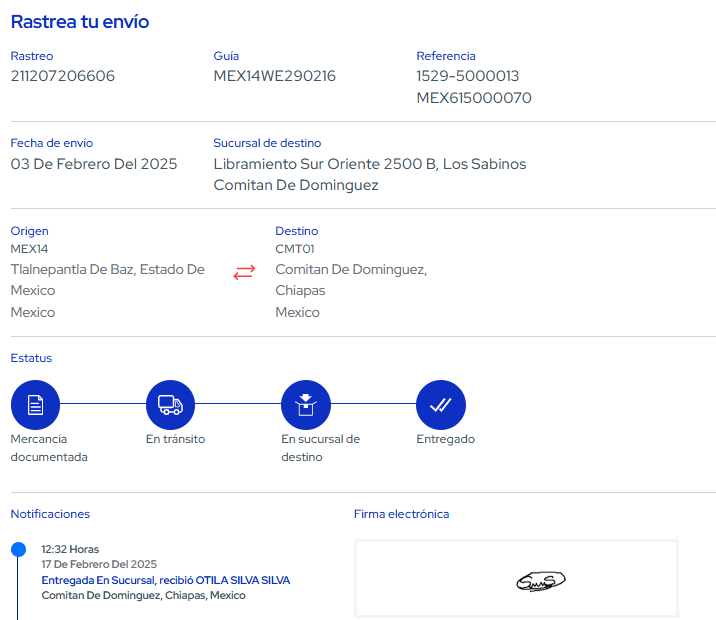 Rastrea tu envío
Rastreo
211207206606
Guía
MEX14WE290216
Referencia
1529-5000013
MEX615000070
Fecha de envío
03 De Febrero Del 2025
Sucursal de destino
Libramiento Sur Oriente 2500 B, Los Sabinos
Comitan De Dominguez
Origen
MEX14
Tlalnepantla De Baz, Estado De
Mexico
Mexico
Destino
CMT01
Comitan De Dominguez,
Chiapas
Mexico
Estatus
Mercancía
documentada
En tránsito
En sucursal de
destino
Entregado
Notificaciones
12:32 Horas
17 De Febrero Del 2025
Entregada En Sucursal, recibió OTILA SILVA SILVA
Comitan De Dominguez, Chiapas, Mexico
Firma electrónica